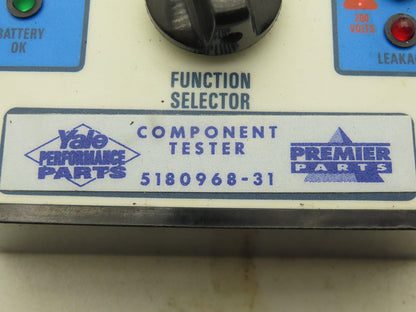 BATTERY
OK
200
VOLTS
LEAKA
FUNCTION
SELECTOR
Yale
PERFORMANCE
PARTS
COMPONENT
TESTER
5180968-31
PREMIER
PARTS